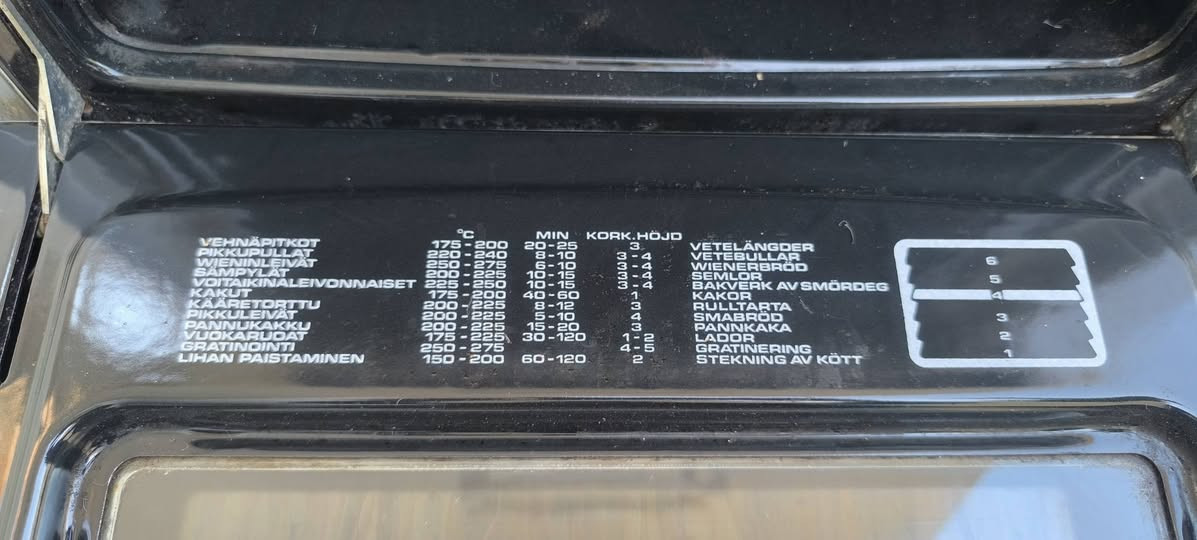 °C MIN KORK. HÖJD
VEHNÄPITKOT 175-200 20-25 3 VETELÄNGDER
PIKKUPULLAT 220-240 8-10 3-4 VETEBULLAR
WIENINLEIVÄT 250-275 6-10 3-4 WIENERBRÖD
SÄMPYLÄT 200-225 10-15 3-4 SEMLOR
VOITAIKINALEIVONNAISET 225-250 10-15 3-4 BAKVERK AV SMÖRDEG
KAKUT 175-200 40-60 1 KAKOR
KÄÄRETORTTU 200-225 8-12 3 RULLTÅRTA
PIKKULEIVÄT 200-225 5-10 4 SMÅBRÖD
PANNUKAKKU 200-225 15-20 3 PANNKAKA
VUOKARUDAT 175-225 30-120 1-2 LÅDOR
GRATINOINTI 250-275 4-5 GRATINERING
LIHAN PAISTAMINEN 150-200 60-120 2 STEKNING AV KÖTT
6
5
4
3
2
1